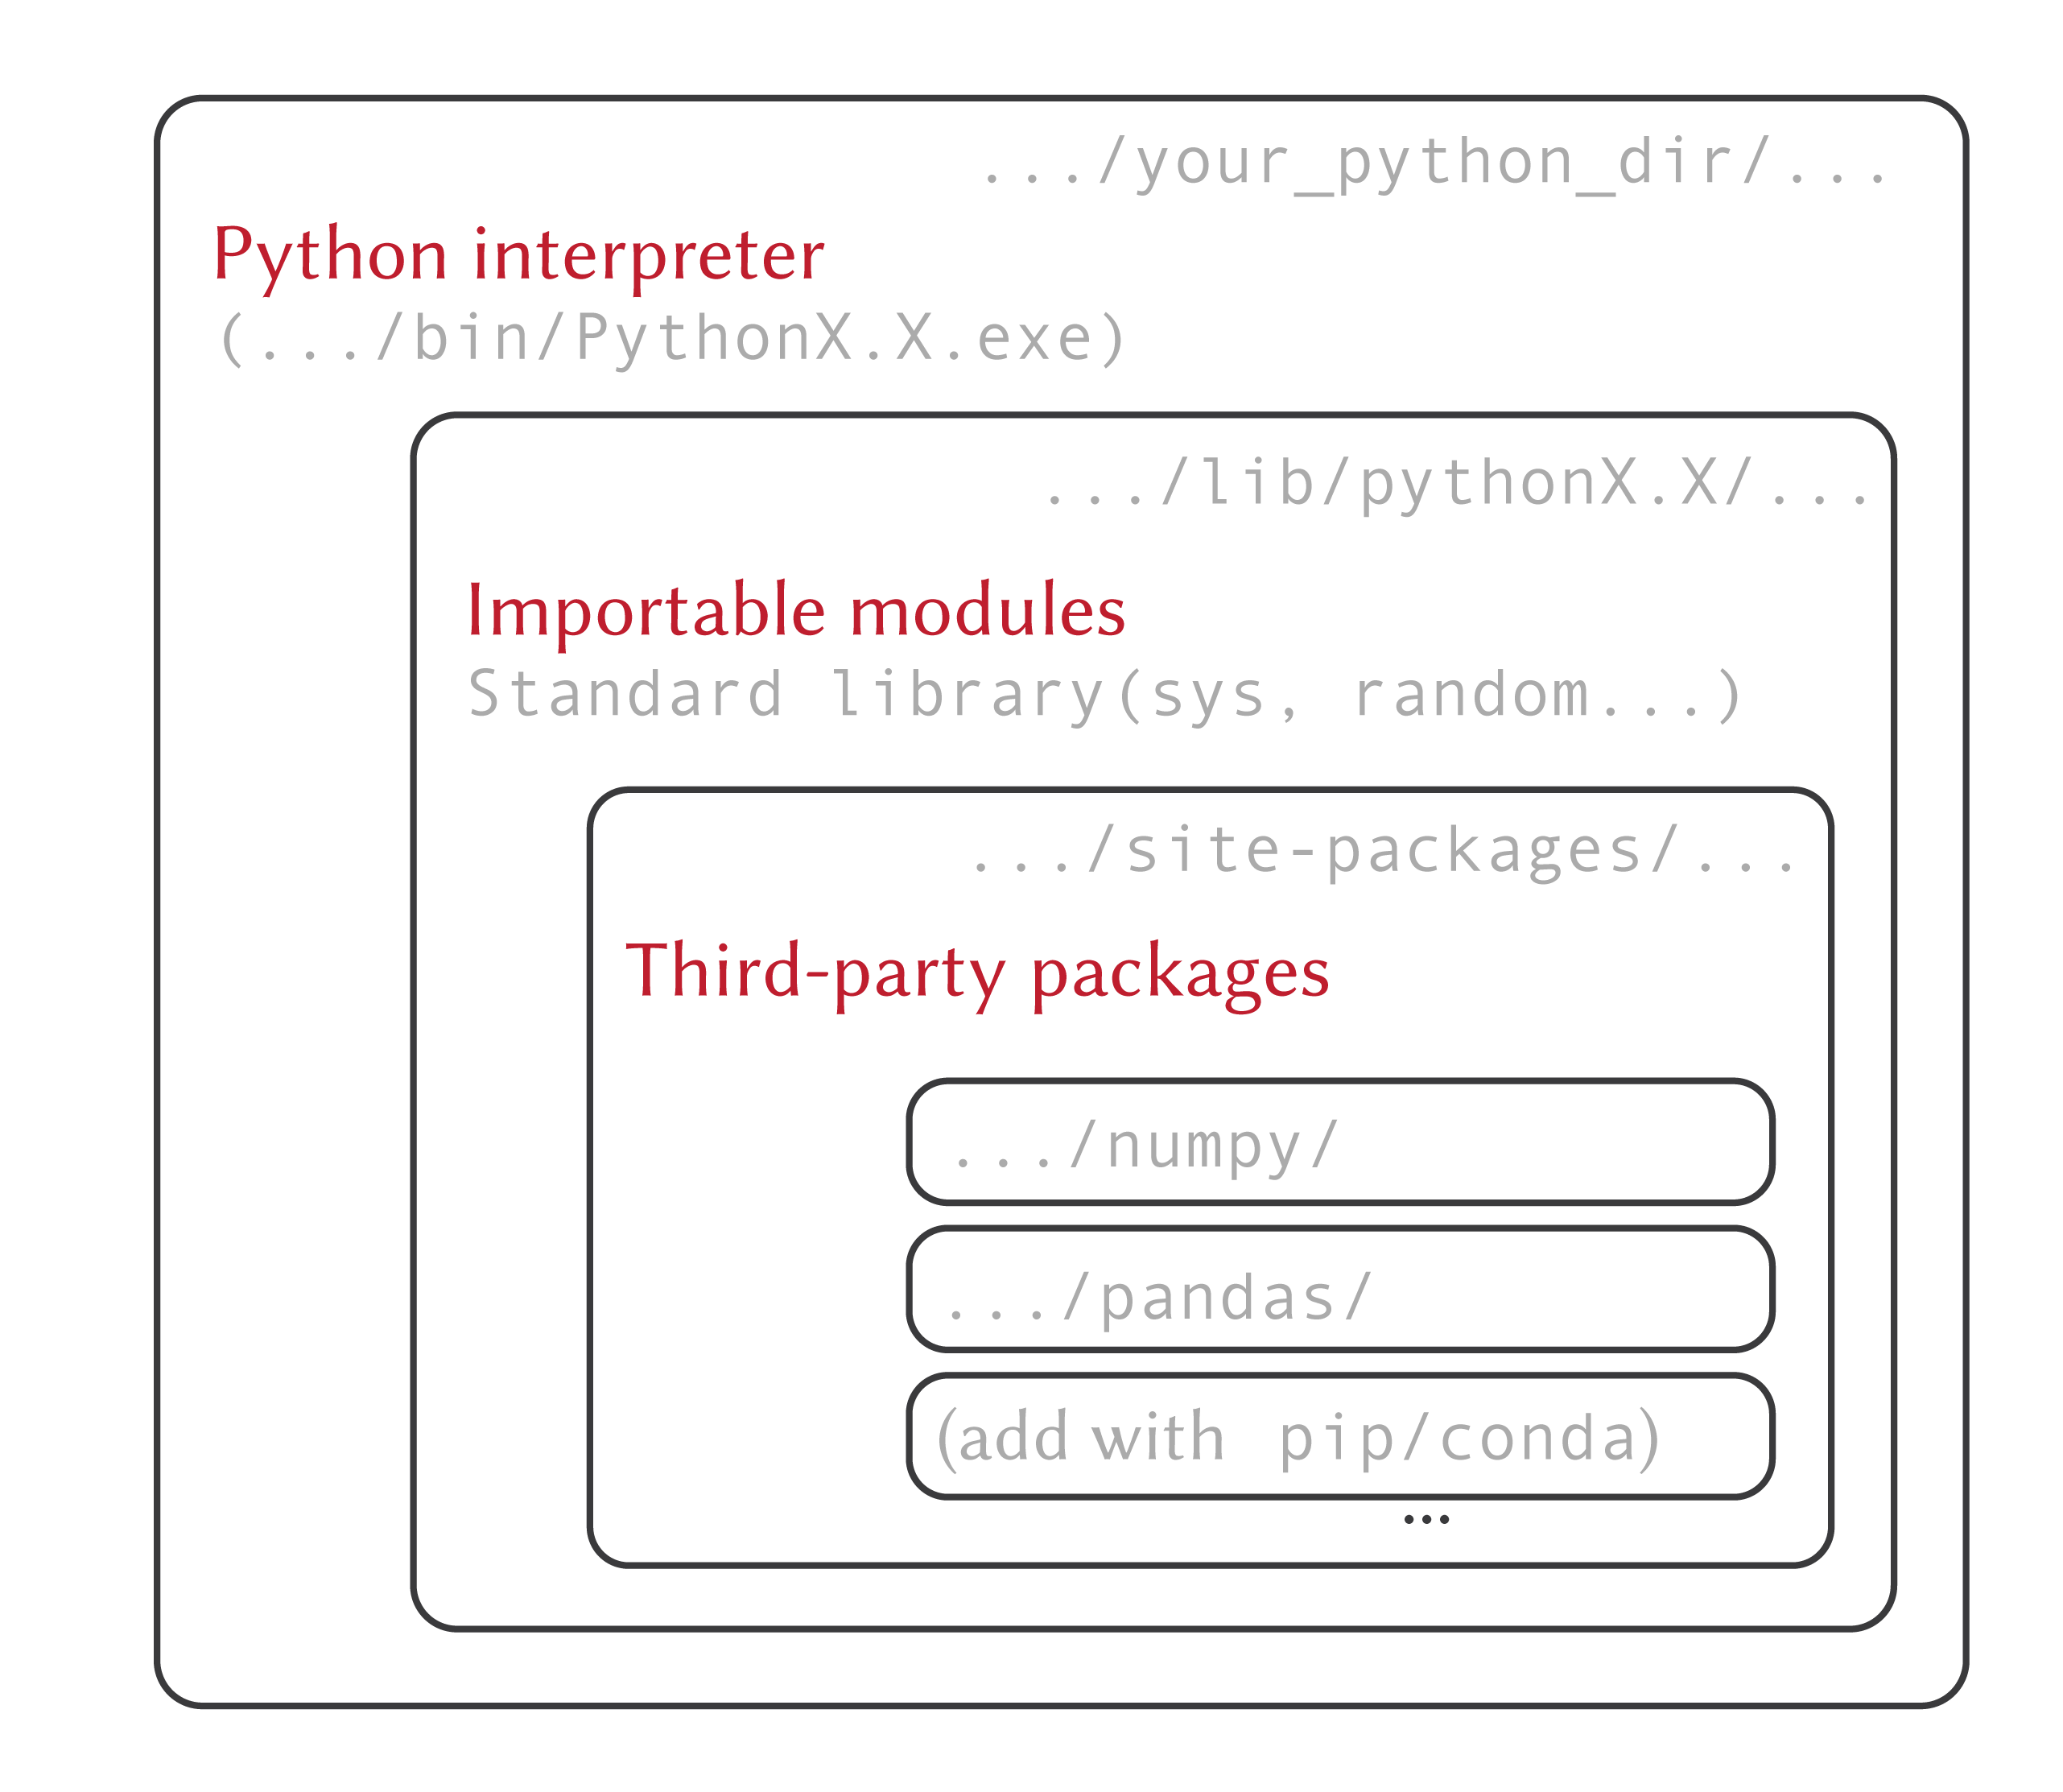 .../your_python_dir/...
Python interpreter
(.../bin/PythonX.X.exe)
.../lib/pythonX.X/...
Importable modules
Standard library(sys, random...)
.../site-packages/...
Third-party packages
.../numpy/
.../pandas/
(add with pip/conda)
...